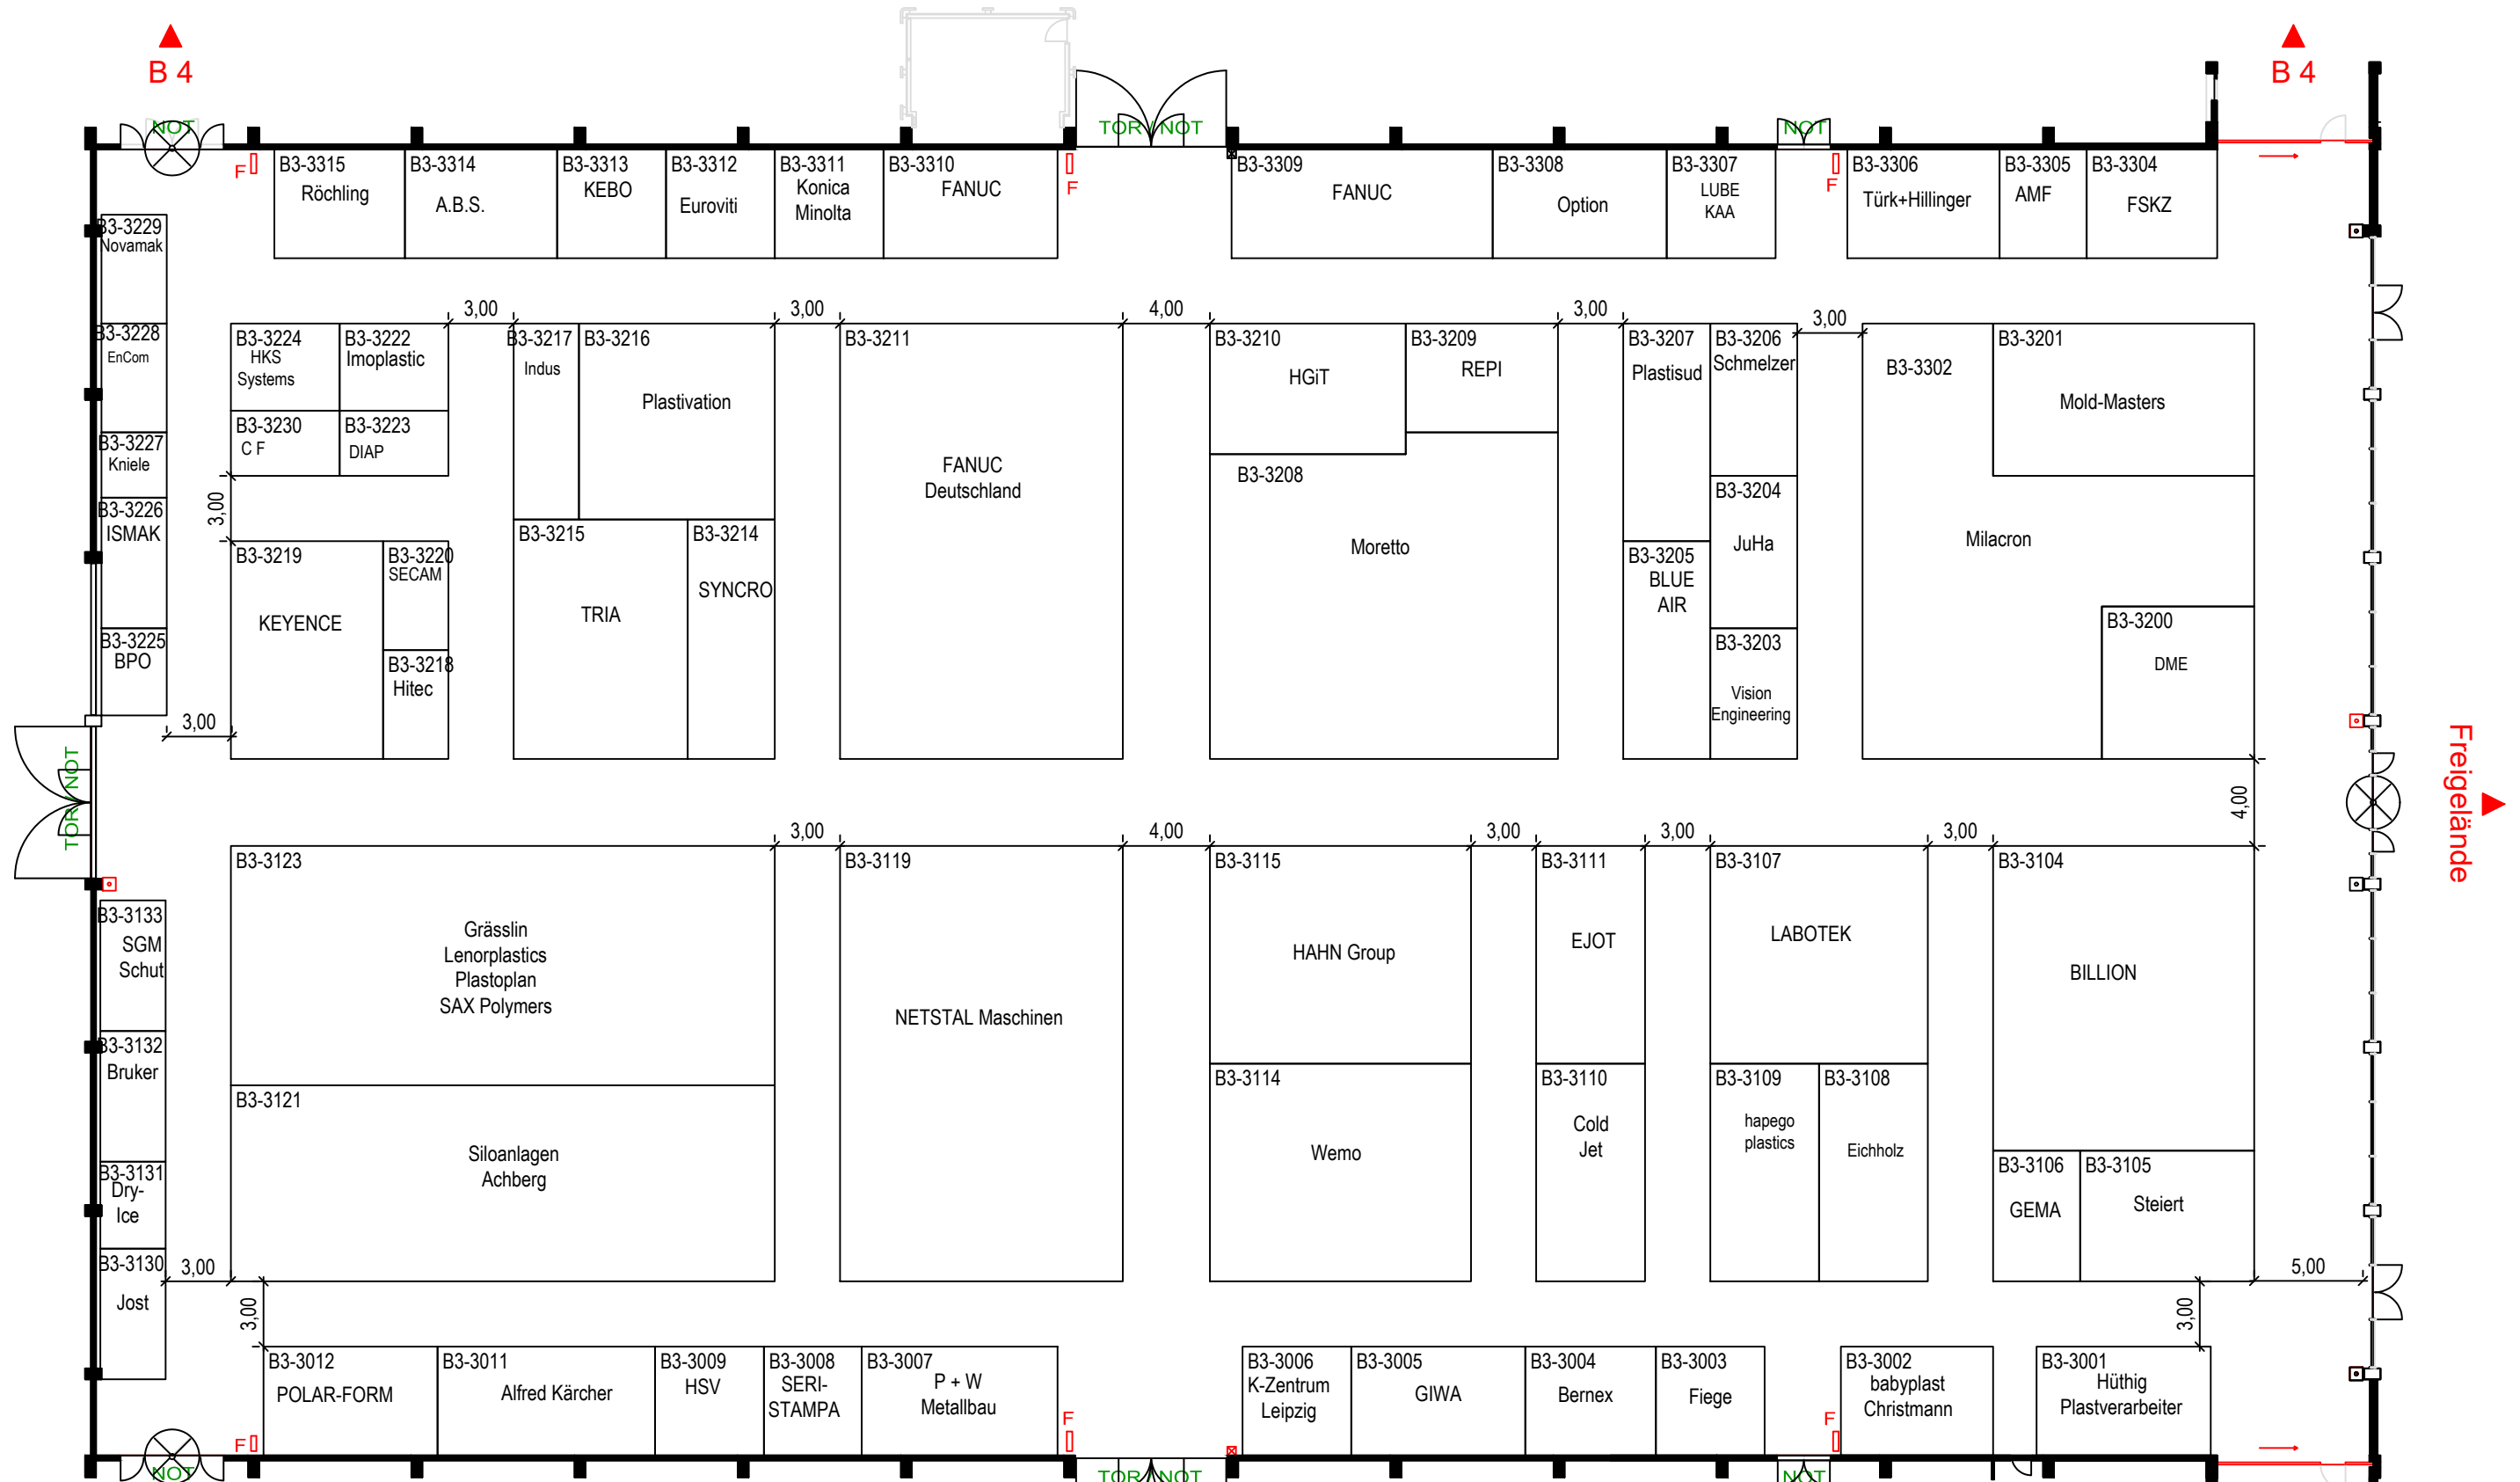 B 4
B 4
NOT
TOR / NOT
NOT
F
B3-3315
Röchling
B3-3314
A.B.S.
B3-3313
KEBO
B3-3312
Euroviti
B3-3311
Konica
Minolta
B3-3310
FANUC
F
B3-3309
FANUC
B3-3308
Option
B3-3307
LUBE
KAA
F
B3-3306
Türk+Hillinger
B3-3305
AMF
B3-3304
FSKZ
B3-3229
Novamak
B3-3228
EnCom
B3-3227
Kniele
B3-3226
ISMAK
B3-3225
BPO
3,00
3,00
4,00
3,00
3,00
B3-3224
HKS
Systems
B3-3222
Imoplastic
B3-3230
C F
B3-3223
DIAP
3,00
B3-3219
KEYENCE
B3-3220
SECAM
B3-3218
Hitec
3,00
B3-3217
Indus
B3-3216
Plastivation
B3-3215
TRIA
B3-3214
SYNCRO
B3-3211
FANUC
Deutschland
B3-3210
HGiT
B3-3209
REPI
B3-3208
Moretto
B3-3207
Plastisud
B3-3206
Schmelzer
B3-3205
BLUE
AIR
B3-3204
JuHa
B3-3203
Vision
Engineering
B3-3302
Milacron
B3-3201
Mold-Masters
B3-3200
DME
TOR / NOT
Freigelände
4,00
3,00
4,00
3,00
3,00
3,00
B3-3133
SGM
Schut
B3-3132
Bruker
B3-3131
Dry-
Ice
B3-3130
Jost
B3-3123
Grässlin
Lenorplastics
Plastoplan
SAX Polymers
B3-3121
Siloanlagen
Achberg
B3-3119
NETSTAL Maschinen
B3-3115
HAHN Group
B3-3114
Wemo
B3-3111
EJOT
B3-3110
Cold
Jet
B3-3107
LABOTEK
B3-3109
hapego
plastics
B3-3108
Eichholz
B3-3104
BILLION
B3-3106
GEMA
B3-3105
Steiert
3,00
5,00
3,00
3,00
F
B3-3012
POLAR-FORM
B3-3011
Alfred Kärcher
B3-3009
HSV
B3-3008
SERI-
STAMPA
B3-3007
P + W
Metallbau
F
B3-3006
K-Zentrum
Leipzig
B3-3005
GIWA
B3-3004
Bernex
B3-3003
Fiege
F
B3-3002
babyplast
Christmann
B3-3001
Hüthig
Plastverarbeiter
NOT
TOR / NOT
NOT